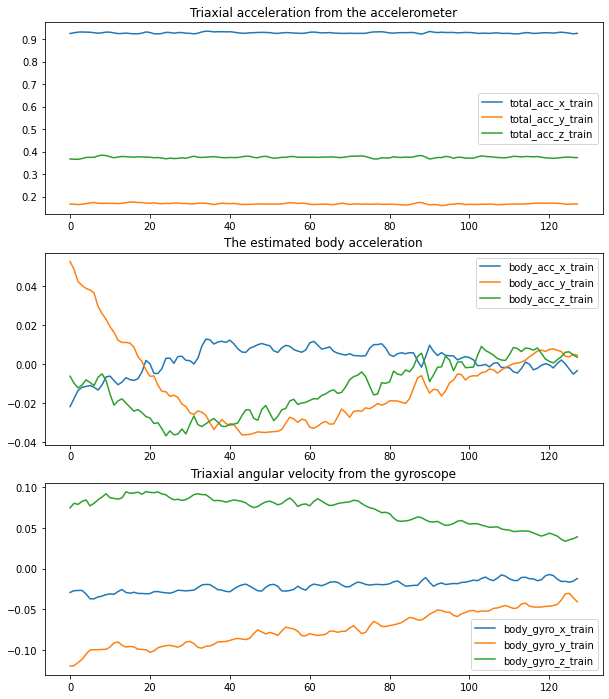 Triaxial acceleration from the accelerometer
0.9
0.8
0.7
0.6
0.5
0.4
0.3
0.2
total_acc_x_train
total_acc_y_train
total_acc_z_train
0 20 40 60 80 100 120
The estimated body acceleration
0.04
0.02
0.00
−0.02
−0.04
body_acc_x_train
body_acc_y_train
body_acc_z_train
0 20 40 60 80 100 120
Triaxial angular velocity from the gyroscope
0.10
0.05
0.00
−0.05
−0.10
body_gyro_x_train
body_gyro_y_train
body_gyro_z_train
0 20 40 60 80 100 120